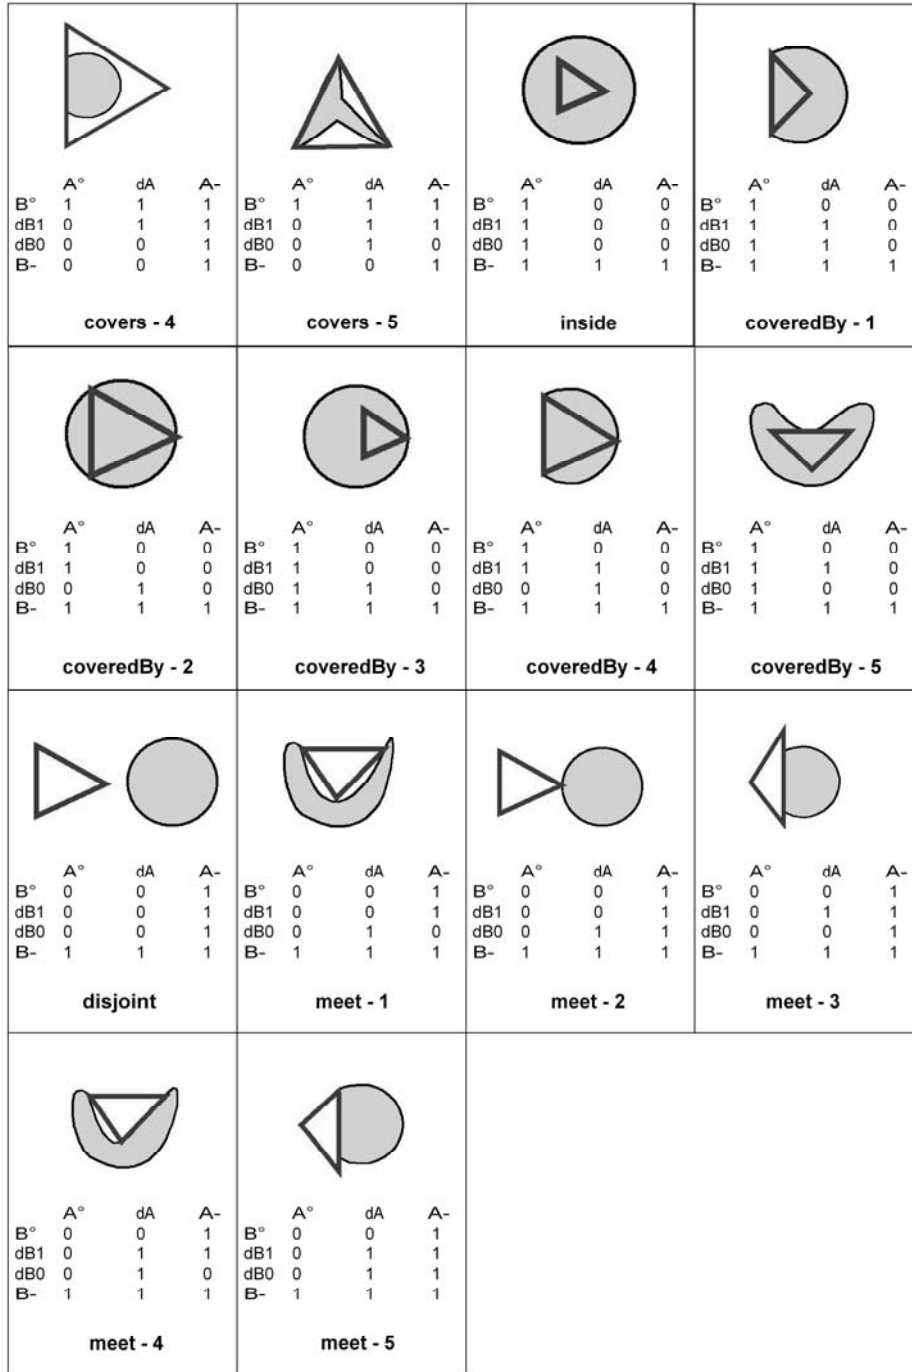 A° dA A-
B° 1 1 1
dB1 0 1 1
dB0 0 0 1
B- 0 0 1
covers - 4
A° dA A-
B° 1 1 1
dB1 0 1 1
dB0 0 1 0
B- 0 0 1
covers - 5
A° dA A-
B° 1 0 0
dB1 1 0 0
dB0 1 0 0
B- 1 1 1
inside
A° dA A-
B° 1 0 0
dB1 1 1 0
dB0 1 1 0
B- 1 1 1
coveredBy - 1
A° dA A-
B° 1 0 0
dB1 1 0 0
dB0 0 1 0
B- 1 1 1
coveredBy - 2
A° dA A-
B° 1 0 0
dB1 1 0 0
dB0 1 1 0
B- 1 1 1
coveredBy - 3
A° dA A-
B° 1 0 0
dB1 1 1 0
dB0 0 1 0
B- 1 1 1
coveredBy - 4
A° dA A-
B° 1 0 0
dB1 1 1 0
dB0 1 0 0
B- 1 1 1
coveredBy - 5
A° dA A-
B° 0 0 1
dB1 0 0 1
dB0 0 0 1
B- 1 1 1
disjoint
A° dA A-
B° 0 0 1
dB1 0 0 1
dB0 0 1 0
B- 1 1 1
meet - 1
A° dA A-
B° 0 0 1
dB1 0 0 1
dB0 0 1 1
B- 1 1 1
meet - 2
A° dA A-
B° 0 0 1
dB1 0 1 1
dB0 0 0 1
B- 1 1 1
meet - 3
A° dA A-
B° 0 0 1
dB1 0 1 1
dB0 0 1 0
B- 1 1 1
meet - 4
A° dA A-
B° 0 0 1
dB1 0 1 1
dB0 0 1 1
B- 1 1 1
meet - 5